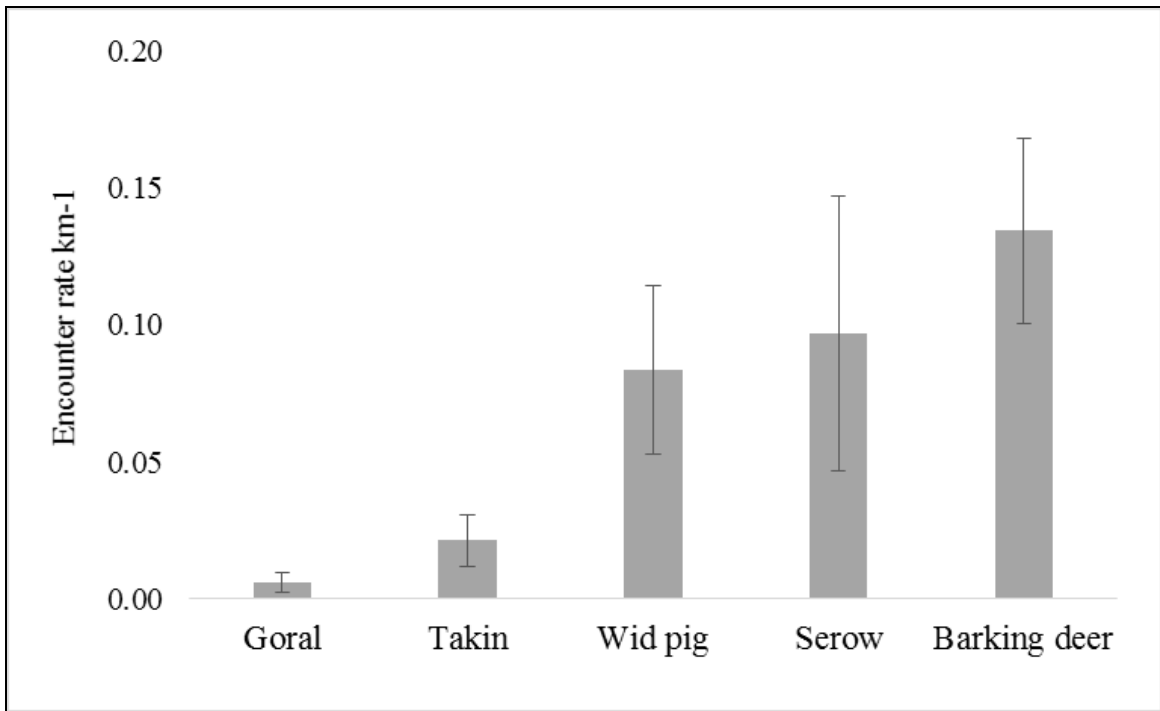 0.20
0.15
0.10
0.05
0.00
Encounter rate km-1
Goral Takin Wid pig Serow Barking deer